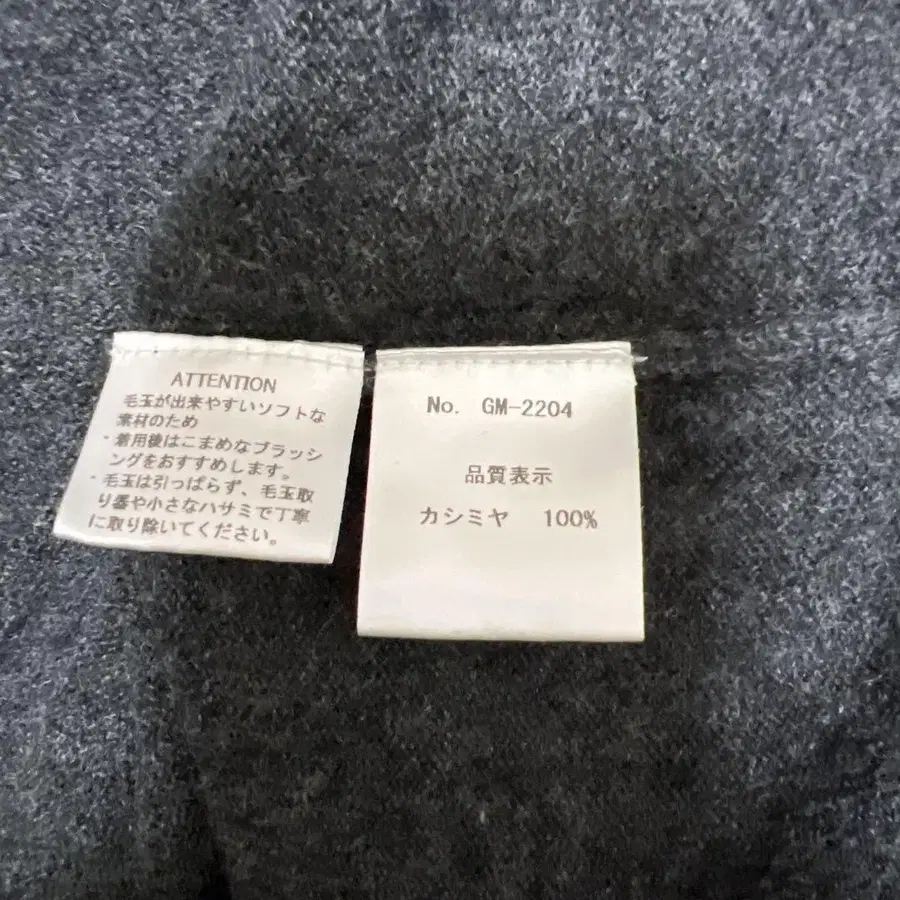 ATTENTION
毛玉が出来やすいソフトな
素材のため
・着用後はこまめなブラッシ
ングをおすすめします。
・毛玉は引っぱらず、毛玉取
り器や小さなハサミで丁寧
に取り除いてください。
No. GM-2204
品質表示
カシミヤ 100%